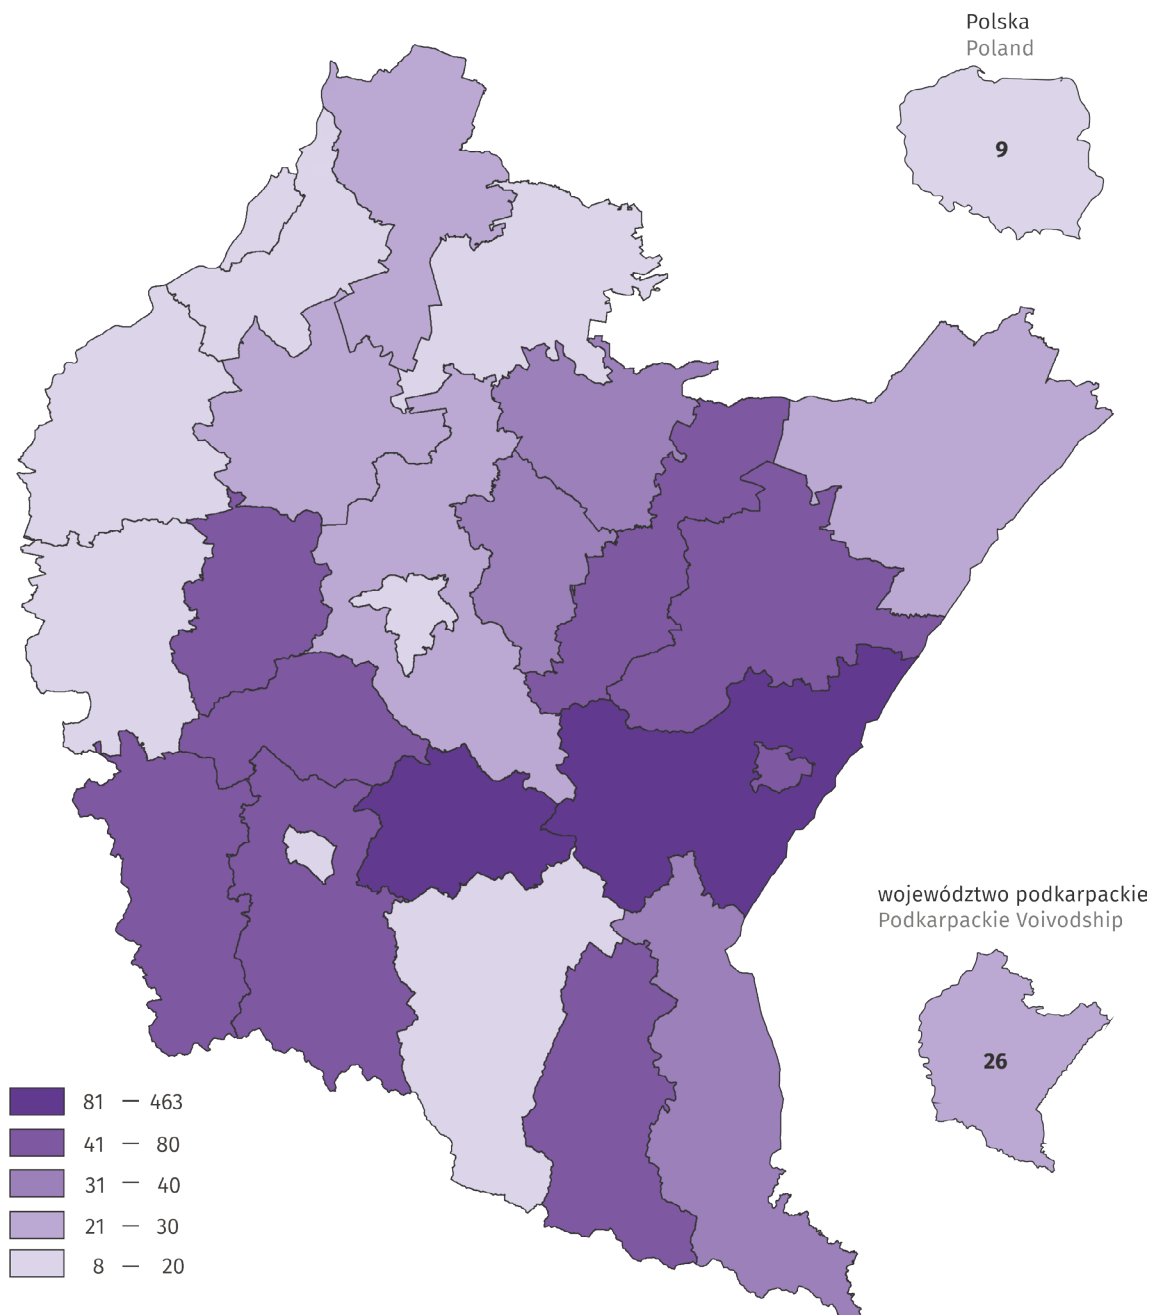 Polska
Poland
9
województwo podkarpackie
Podkarpackie Voivodship
26
81 — 463
41 — 80
31 — 40
21 — 30
8 — 20